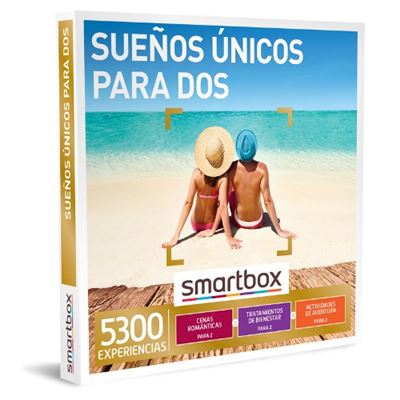 SUEÑOS ÚNICOS
PARA DOS
SUEÑOS ÚNICOS PARA DOS
smartbox
smartbox
5300
EXPERIENCIAS
CENAS
ROMÁNTICAS
PARA 2
TRATAMIENTOS
DE BIENESTAR
PARA 2
ACTIVIDADES
DE AVENTURA
PARA 2